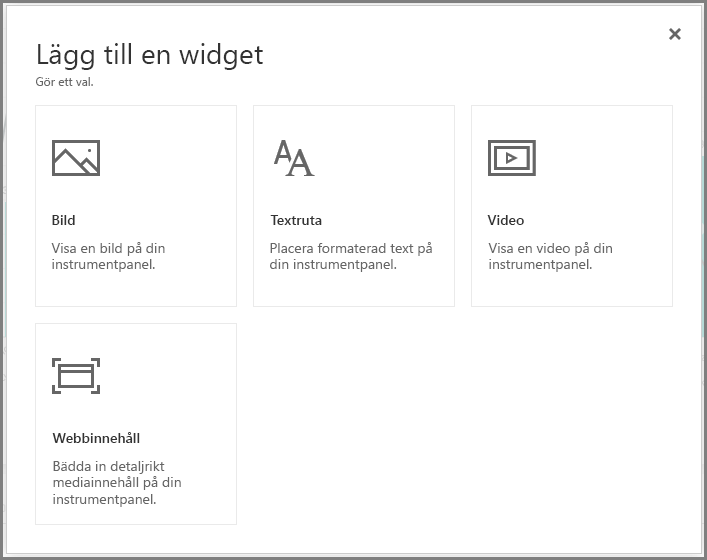 Lägg till en widget
Gör ett val.
Bild
Visa en bild på din
instrumentpanel.
Textruta
Placera formaterad text på
din instrumentpanel.
Video
Visa en video på din
instrumentpanel.
Webbinnehåll
Bädda in detaljrikt
mediainnehåll på din
instrumentpanel.